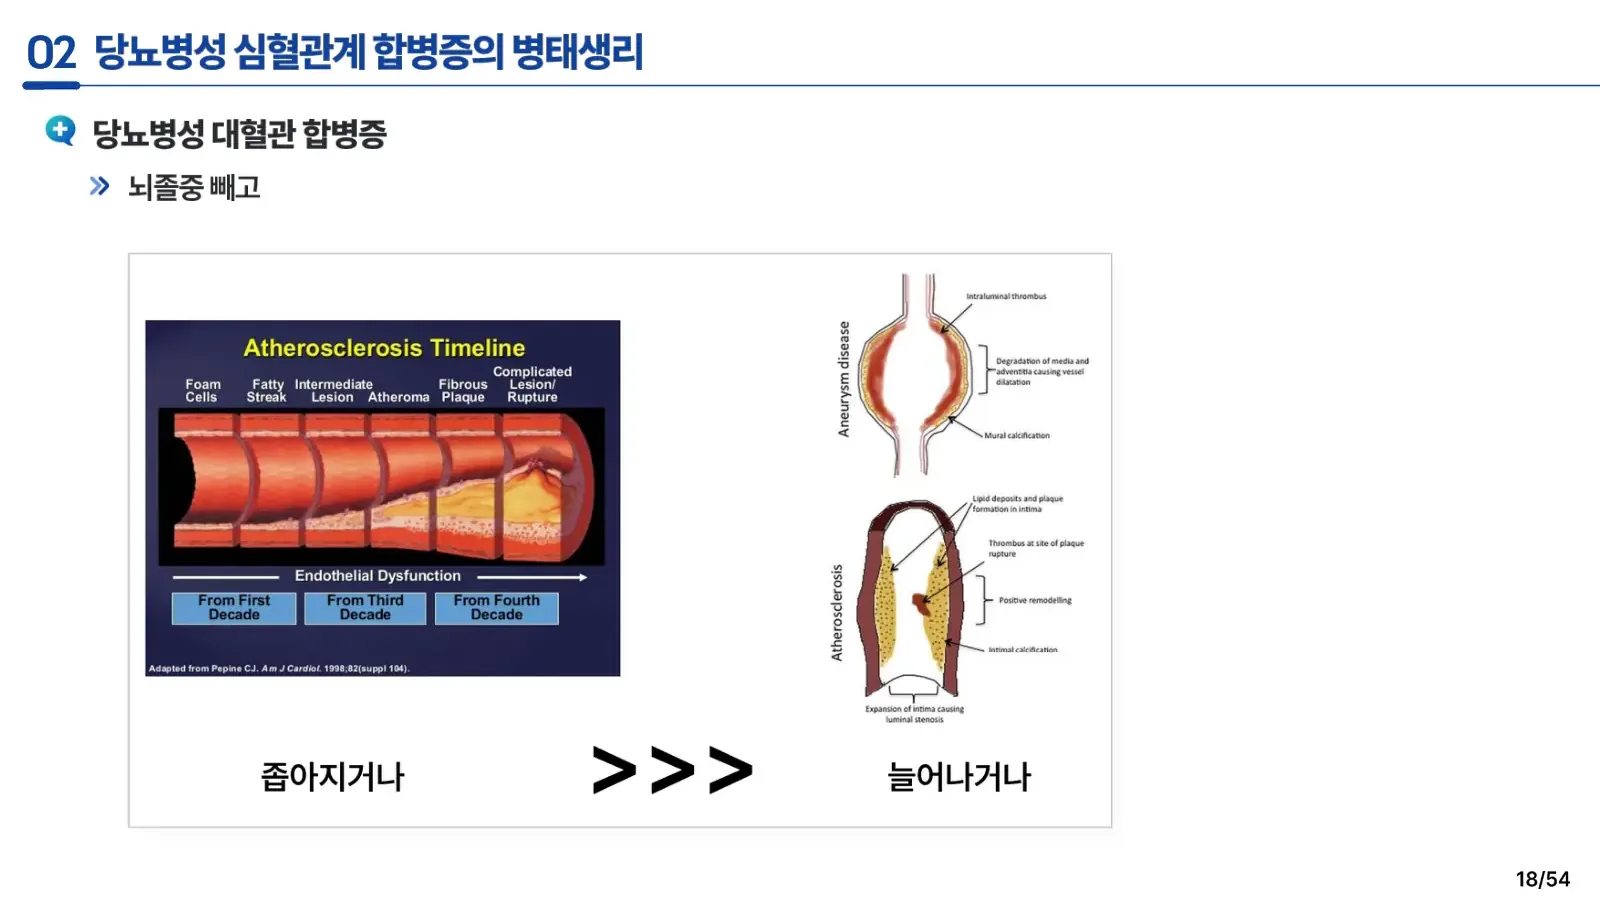 02 당뇨병성 심혈관계 합병증의 병태생리
당뇨병성 대혈관 합병증
뇌졸중 빼고
Atherosclerosis Timeline
Foam
Cells
Fatty
Streak
Intermediate
Lesion
Atheroma
Fibrous
Plaque
Complicated
Lesion/
Rupture
Endothelial Dysfunction
From First
Decade
From Third
Decade
From Fourth
Decade
Adapted from Pepine CJ. Am J Cardiol. 1998;82(suppl 104).
Aneurysm disease
Intraluminal thrombus
Degradation of media and
adventitia causing vessel
dilatation
Mural calcification
Atherosclerosis
Lipid deposits and plaque
formation in intima
Thrombus at site of plaque
rupture
Positive remodelling
Intimal calcification
Expansion of intima causing
luminal stenosis
좁아지거나
>>>
늘어나거나
18/54